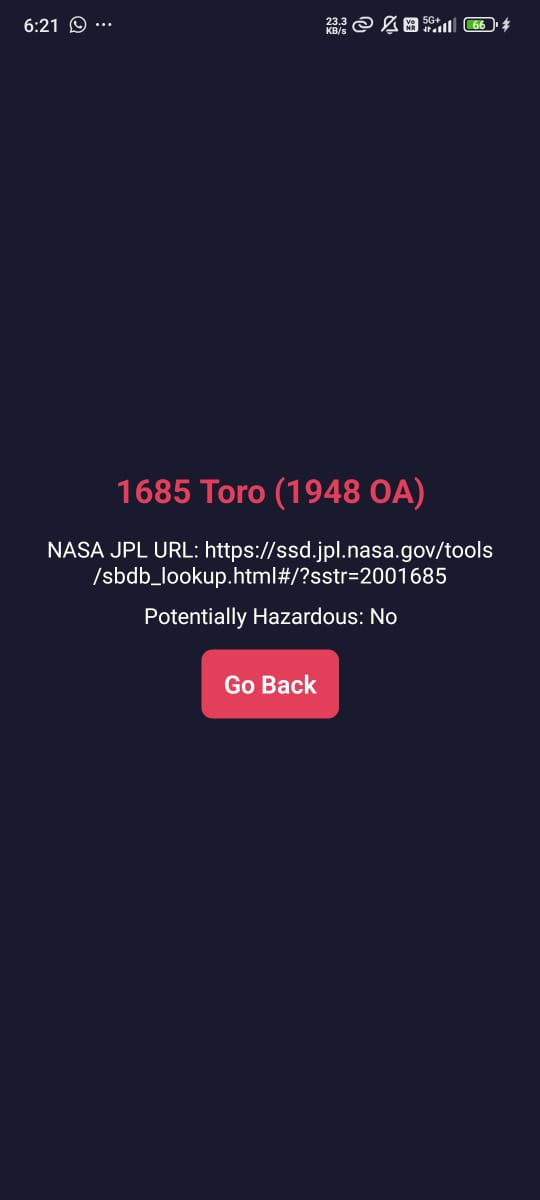 6:21 ...
23.3 KB/s Vo NR 5G+ 66
1685 Toro (1948 OA)
NASA JPL URL: https://ssd.jpl.nasa.gov/tools
/sbdb_lookup.html#/?sstr=2001685
Potentially Hazardous: No
Go Back